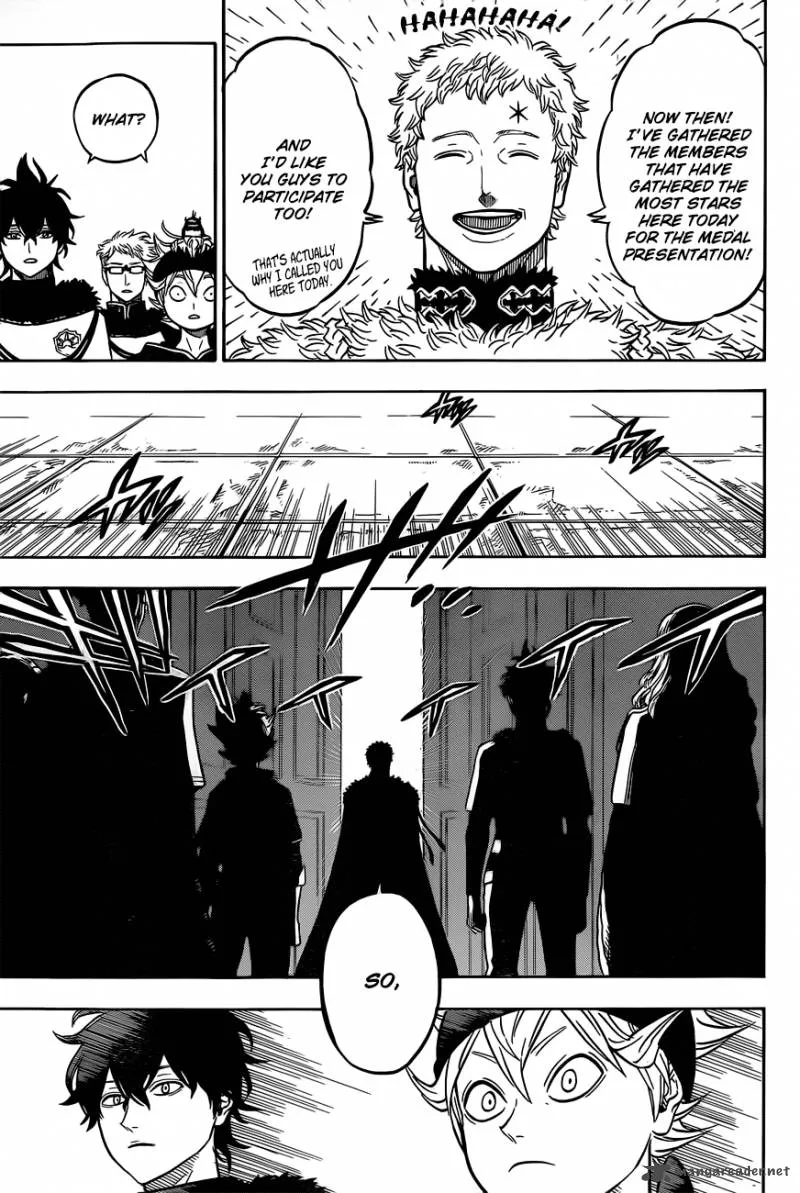 HAHAHAHA!
NOW THEN!
I'VE GATHERED
THE MEMBERS
THAT HAVE
GATHERED THE
MOST STARS
HERE TODAY
FOR THE MEDAL
PRESENTATION!
AND
I'D LIKE
YOU GUYS TO
PARTICIPATE
TOO!
THAT'S ACTUALLY
WHY I CALLED YOU
HERE TODAY.
WHAT?
SO,
mangareader.net